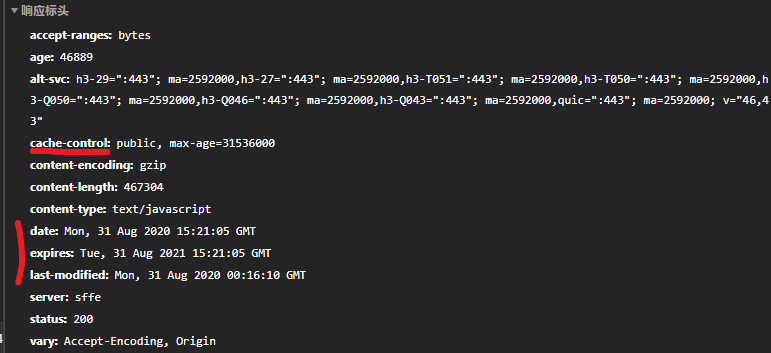 响应标头
accept-ranges: bytes
age: 46889
alt-svc: h3-29=":443"; ma=2592000,h3-27=":443"; ma=2592000,h3-T051=":443"; ma=2592000,h3-T050=":443"; ma=2592000,h
3-Q050=":443"; ma=2592000,h3-Q046=":443"; ma=2592000,h3-Q043=":443"; ma=2592000,quic=":443"; ma=2592000; v="46,4
3"
cache-control: public, max-age=31536000
content-encoding: gzip
content-length: 467304
content-type: text/javascript
date: Mon, 31 Aug 2020 15:21:05 GMT
expires: Tue, 31 Aug 2021 15:21:05 GMT
last-modified: Mon, 31 Aug 2020 00:16:10 GMT
server: sffe
status: 200
vary: Accept-Encoding, Origin